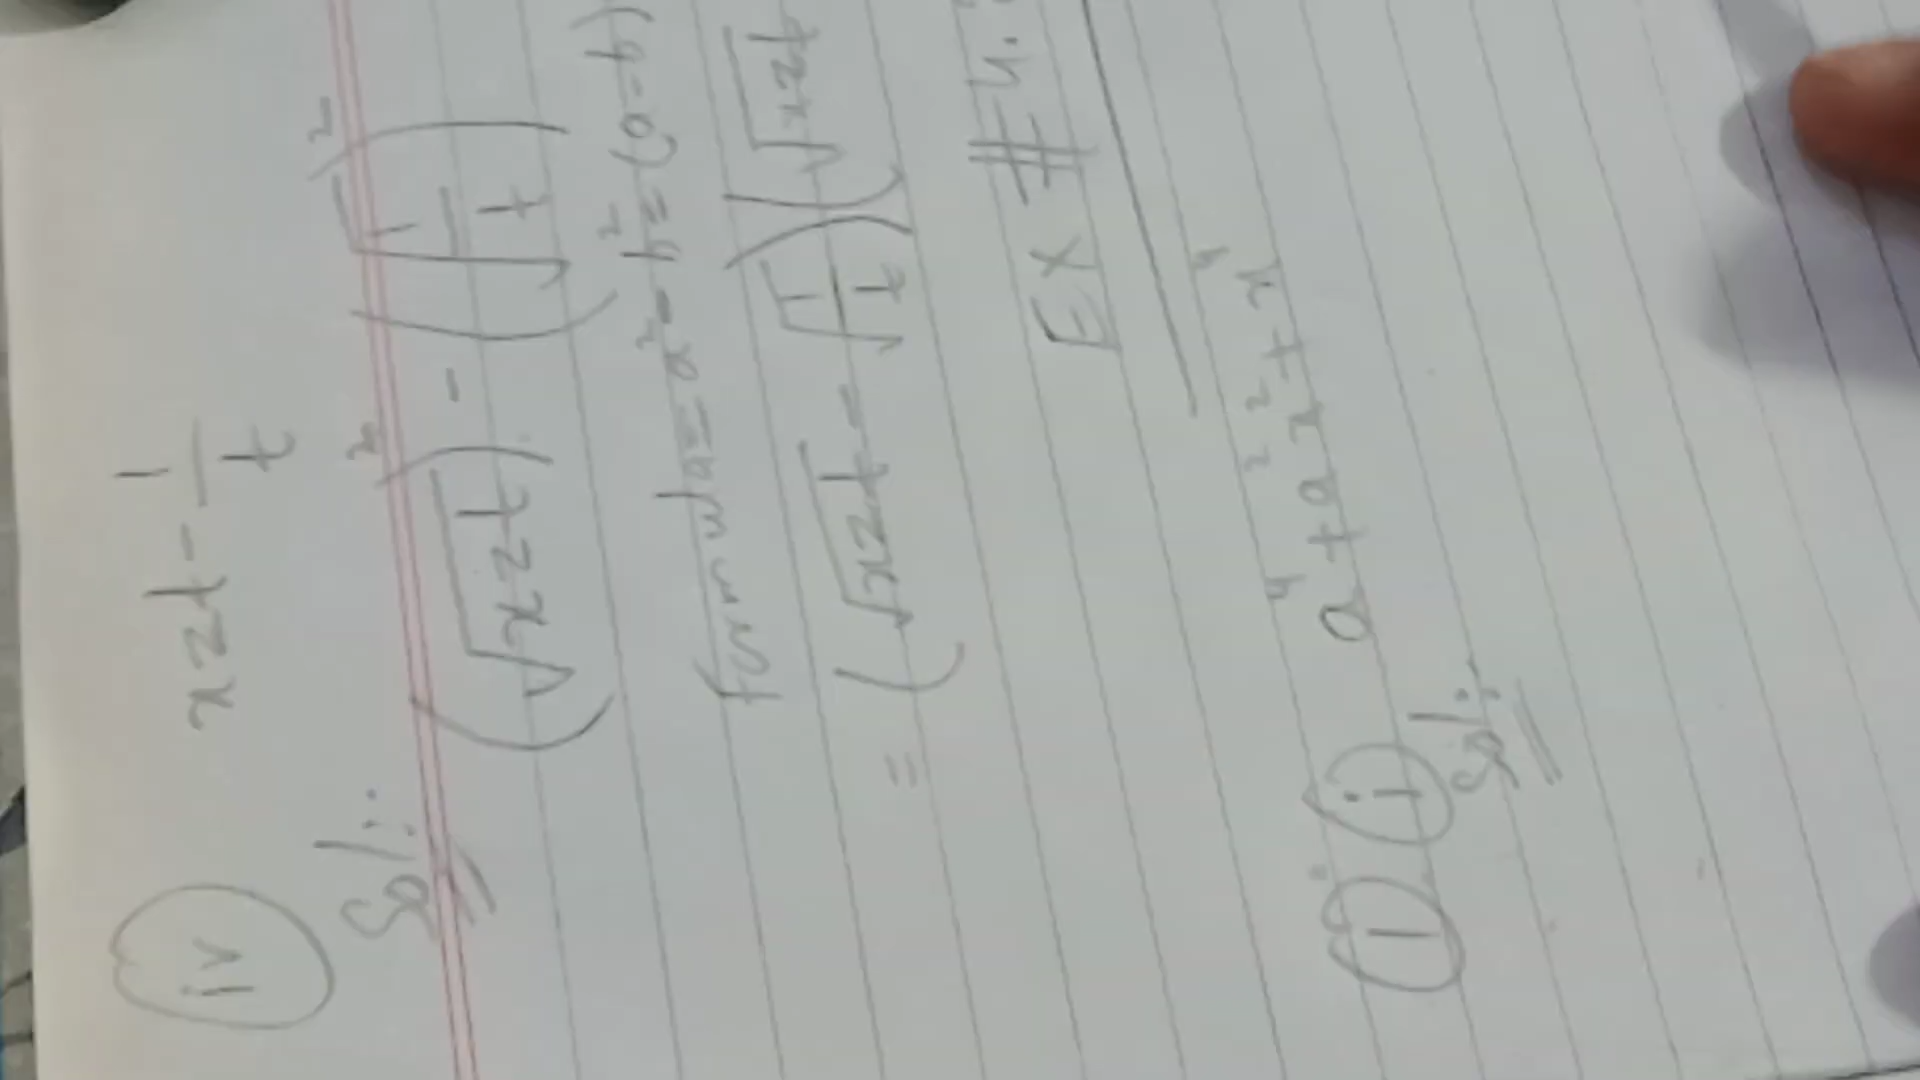 iv xzt - 1/t
Sol:
(√xzt)² - (√1/t)²
formula = a² - b² = (a-b)
= (√xzt - √1/t)(√xzt
EX # 4.
1 i a⁴ + a²x² + x⁴
Sol: